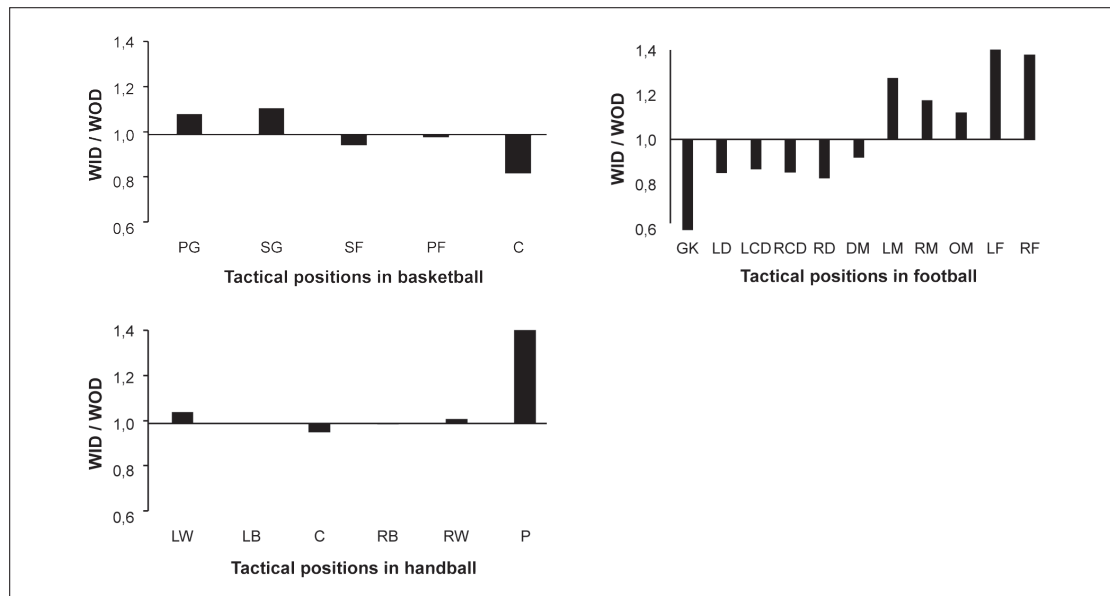 1,4
1,2
1,0
0,8
0,6
WID / WOD
PG SG SF PF C
Tactical positions in basketball
1,4
1,2
1,0
0,8
0,6
WID / WOD
GK LD LCD RCD RD DM LM RM OM LF RF
Tactical positions in football
1,4
1,2
1,0
0,8
0,6
WID / WOD
LW LB C RB RW P
Tactical positions in handball